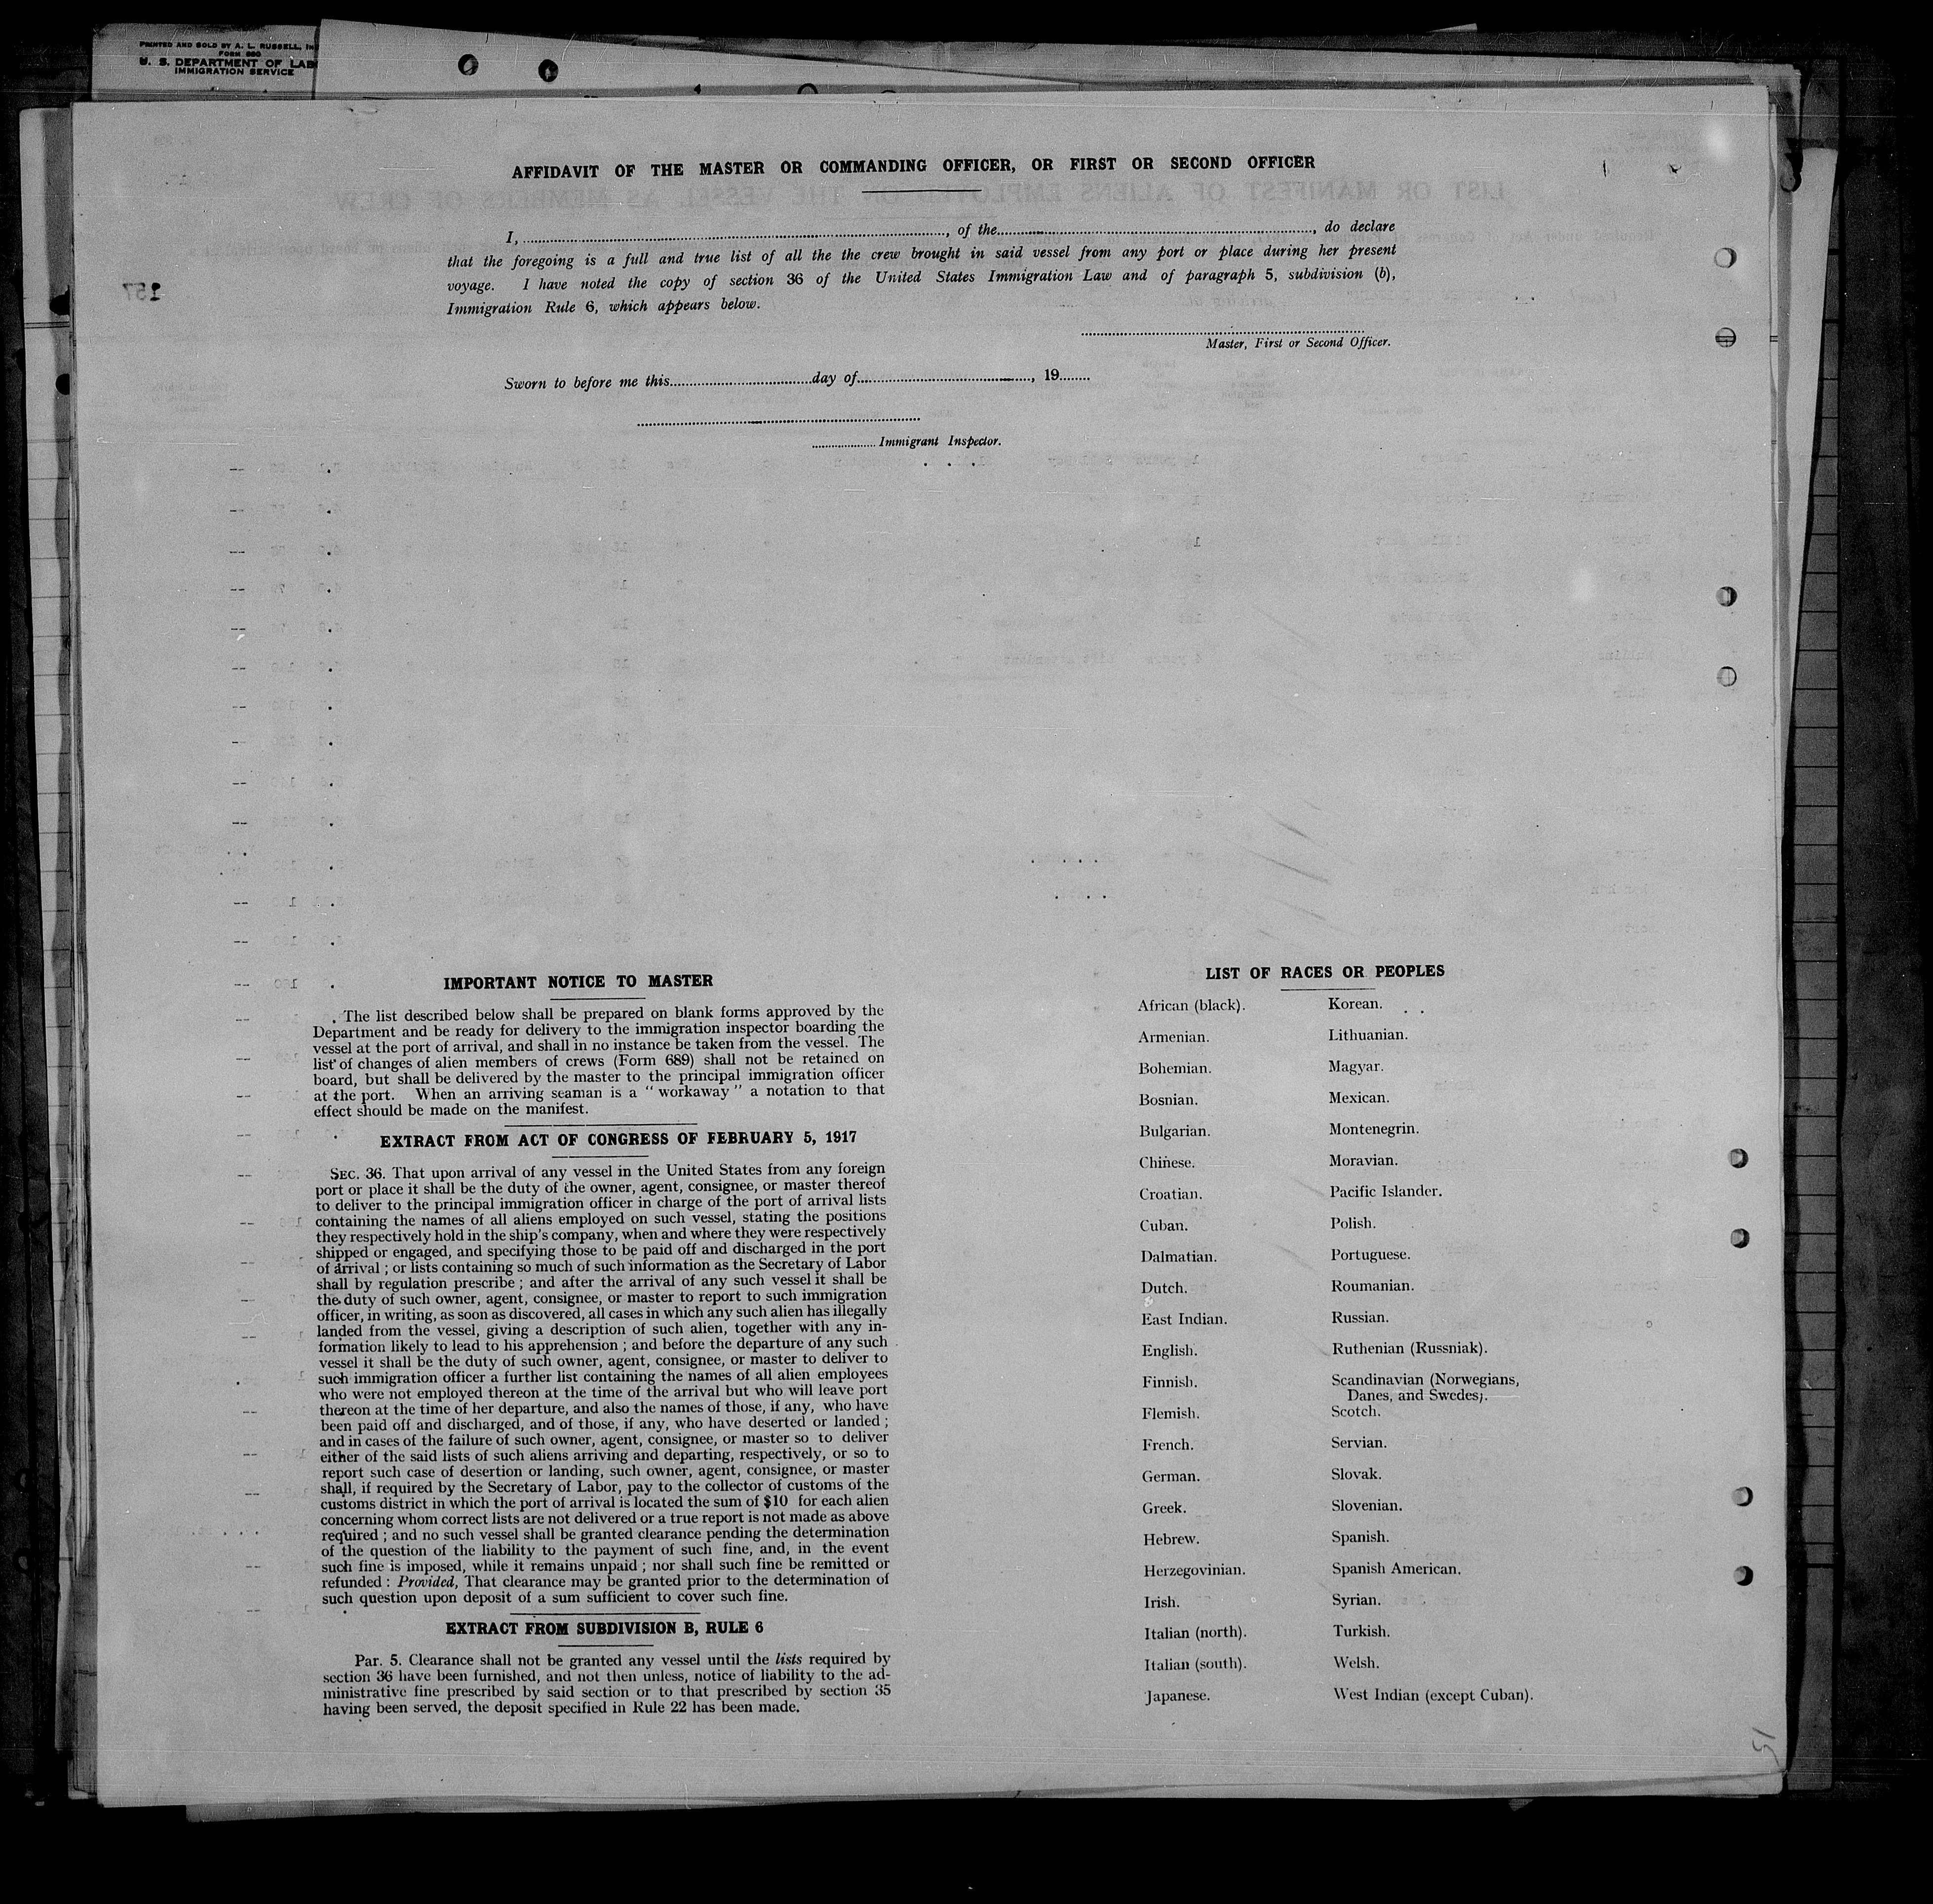 PRINTED AND SOLD BY A. L. RUSSELL,
FORM 680
U. S. DEPARTMENT OF LAB
IMMIGRATION SERVICE
AFFIDAVIT OF THE MASTER OR COMMANDING OFFICER, OR FIRST OR SECOND OFFICER
I, , of the , do declare
that the foregoing is a full and true list of all the the crew brought in said vessel from any port or place during her present
voyage. I have noted the copy of section 36 of the United States Immigration Law and of paragraph 5, subdivision (b),
Immigration Rule 6, which appears below.
Master, First or Second Officer.
Sworn to before me this day of , 19
Immigrant Inspector.
157
IMPORTANT NOTICE TO MASTER
The list described below shall be prepared on blank forms approved by the
Department and be ready for delivery to the immigration inspector boarding the
vessel at the port of arrival, and shall in no instance be taken from the vessel. The
list of changes of alien members of crews (Form 689) shall not be retained on
board, but shall be delivered by the master to the principal immigration officer
at the port. When an arriving seaman is a " workaway " a notation to that
effect should be made on the manifest.
EXTRACT FROM ACT OF CONGRESS OF FEBRUARY 5, 1917
SEC. 36. That upon arrival of any vessel in the United States from any foreign
port or place it shall be the duty of the owner, agent, consignee, or master thereof
to deliver to the principal immigration officer in charge of the port of arrival lists
containing the names of all aliens employed on such vessel, stating the positions
they respectively hold in the ship's company, when and where they were respectively
shipped or engaged, and specifying those to be paid off and discharged in the port
of arrival ; or lists containing so much of such information as the Secretary of Labor
shall by regulation prescribe ; and after the arrival of any such vessel it shall be
the duty of such owner, agent, consignee, or master to report to such immigration
officer, in writing, as soon as discovered, all cases in which any such alien has illegally
landed from the vessel, giving a description of such alien, together with any in-
formation likely to lead to his apprehension ; and before the departure of any such
vessel it shall be the duty of such owner, agent, consignee, or master to deliver to
such immigration officer a further list containing the names of all alien employees
who were not employed thereon at the time of the arrival but who will leave port
thereon at the time of her departure, and also the names of those, if any, who have
been paid off and discharged, and of those, if any, who have deserted or landed ;
and in cases of the failure of such owner, agent, consignee, or master so to deliver
either of the said lists of such aliens arriving and departing, respectively, or so to
report such case of desertion or landing, such owner, agent, consignee, or master
shall, if required by the Secretary of Labor, pay to the collector of customs of the
customs district in which the port of arrival is located the sum of $10 for each alien
concerning whom correct lists are not delivered or a true report is not made as above
required ; and no such vessel shall be granted clearance pending the determination
of the question of the liability to the payment of such fine, and, in the event
such fine is imposed, while it remains unpaid ; nor shall such fine be remitted or
refunded : Provided, That clearance may be granted prior to the determination of
such question upon deposit of a sum sufficient to cover such fine.
EXTRACT FROM SUBDIVISION B, RULE 6
Par. 5. Clearance shall not be granted any vessel until the lists required by
section 36 have been furnished, and not then unless, notice of liability to the ad-
ministrative fine prescribed by said section or to that prescribed by section 35
having been served, the deposit specified in Rule 22 has been made.
LIST OF RACES OR PEOPLES
African (black).
Armenian.
Bohemian.
Bosnian.
Bulgarian.
Chinese.
Croatian.
Cuban.
Dalmatian.
Dutch.
East Indian.
English.
Finnish.
Flemish.
French.
German.
Greek.
Hebrew.
Herzegovinian.
Irish.
Italian (north).
Italian (south).
Japanese.
Korean.
Lithuanian.
Magyar.
Mexican.
Montenegrin.
Moravian.
Pacific Islander.
Polish.
Portuguese.
Roumanian.
Russian.
Ruthenian (Russniak).
Scandinavian (Norwegians,
Danes, and Swedes).
Scotch.
Servian.
Slovak.
Slovenian.
Spanish.
Spanish American.
Syrian.
Turkish.
Welsh.
West Indian (except Cuban).